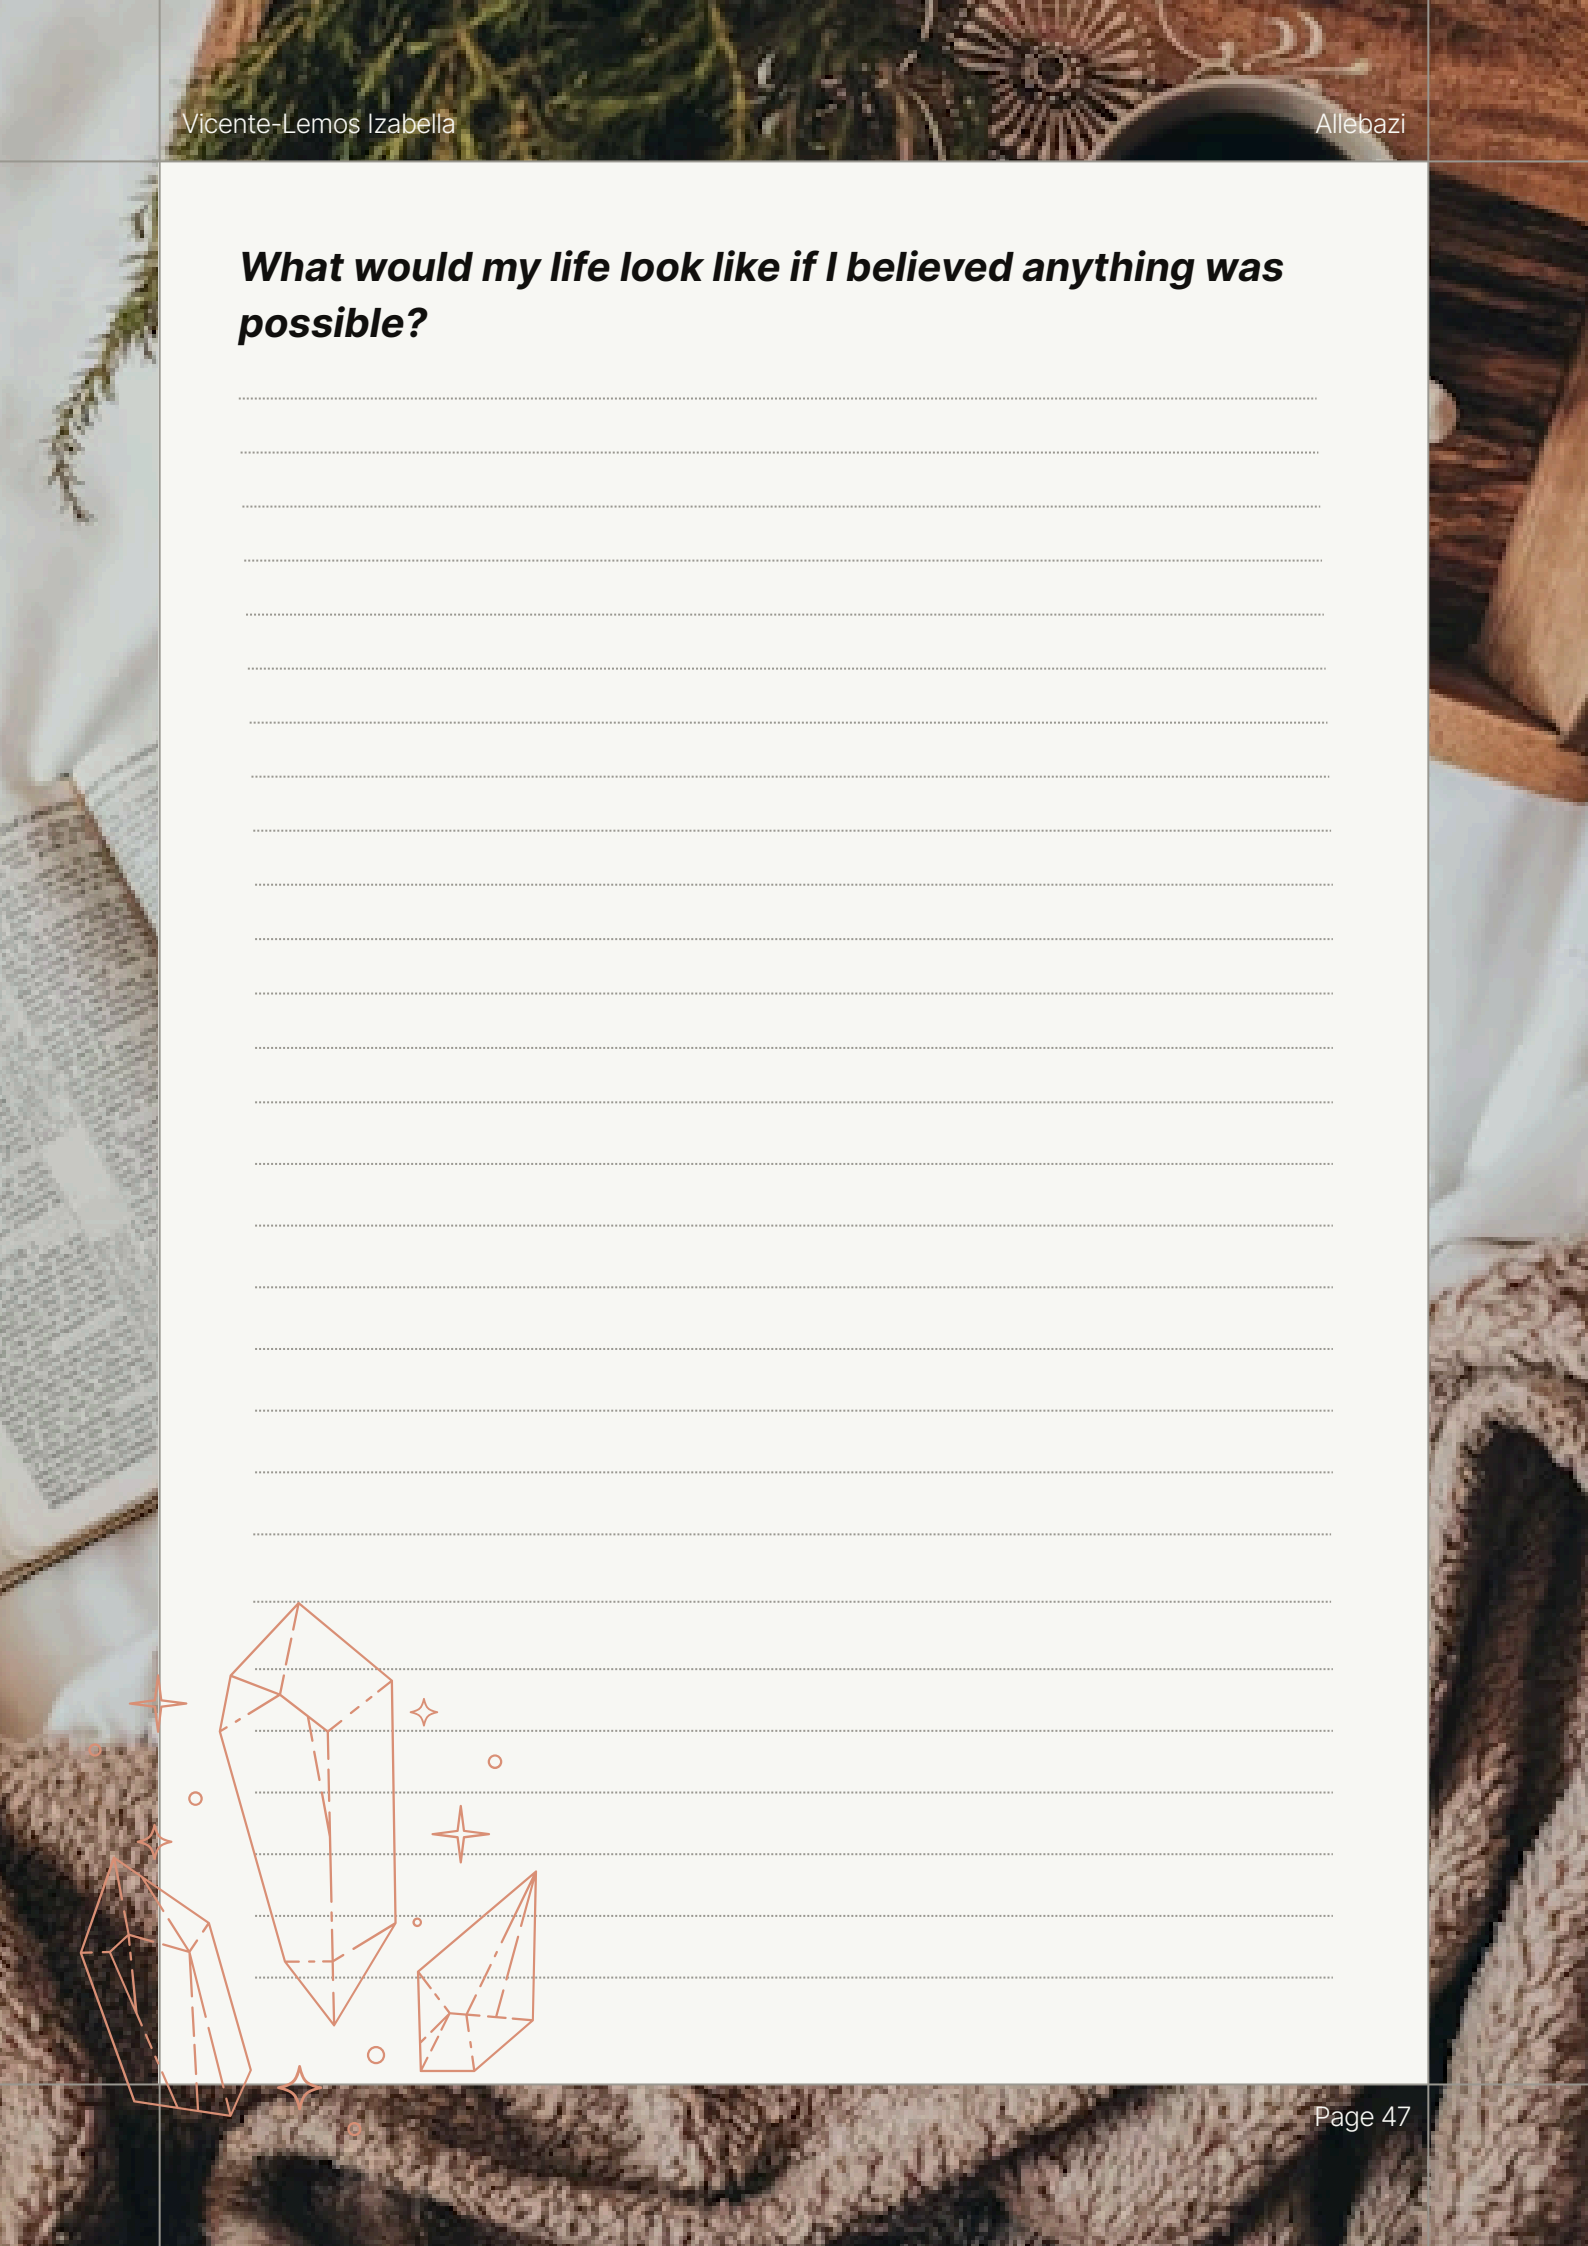 Vicente-Lemos Izabella
Allebazi
What would my life look like if I believed anything was
possible?
Page 47